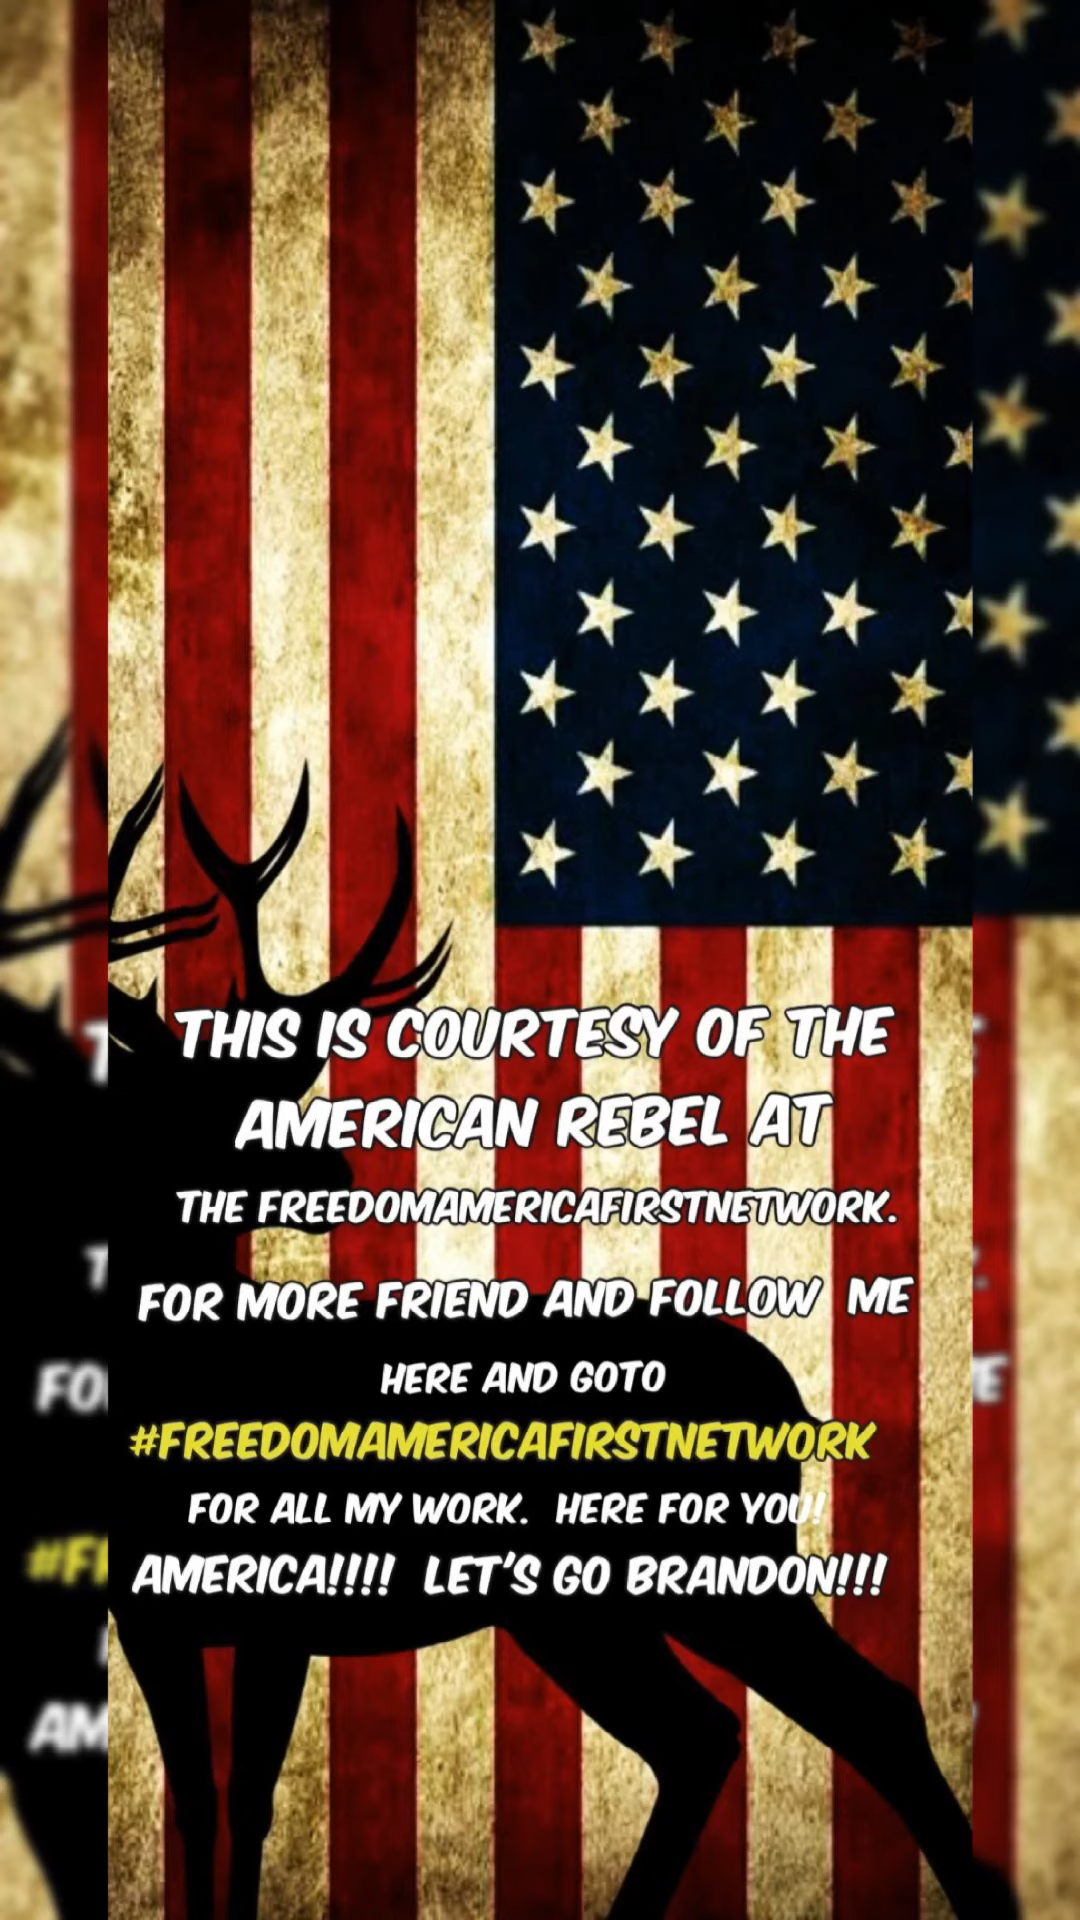 THIS IS COURTESY OF THE
AMERICAN REBEL AT
THE FREEDOMAMERICAFIRSTNETWORK.
FOR MORE FRIEND AND FOLLOW ME
HERE AND GOTO
#FREEDOMAMERICAFIRSTNETWORK
FOR ALL MY WORK. HERE FOR YOU!
AMERICA!!!! LET'S GO BRANDON!!!